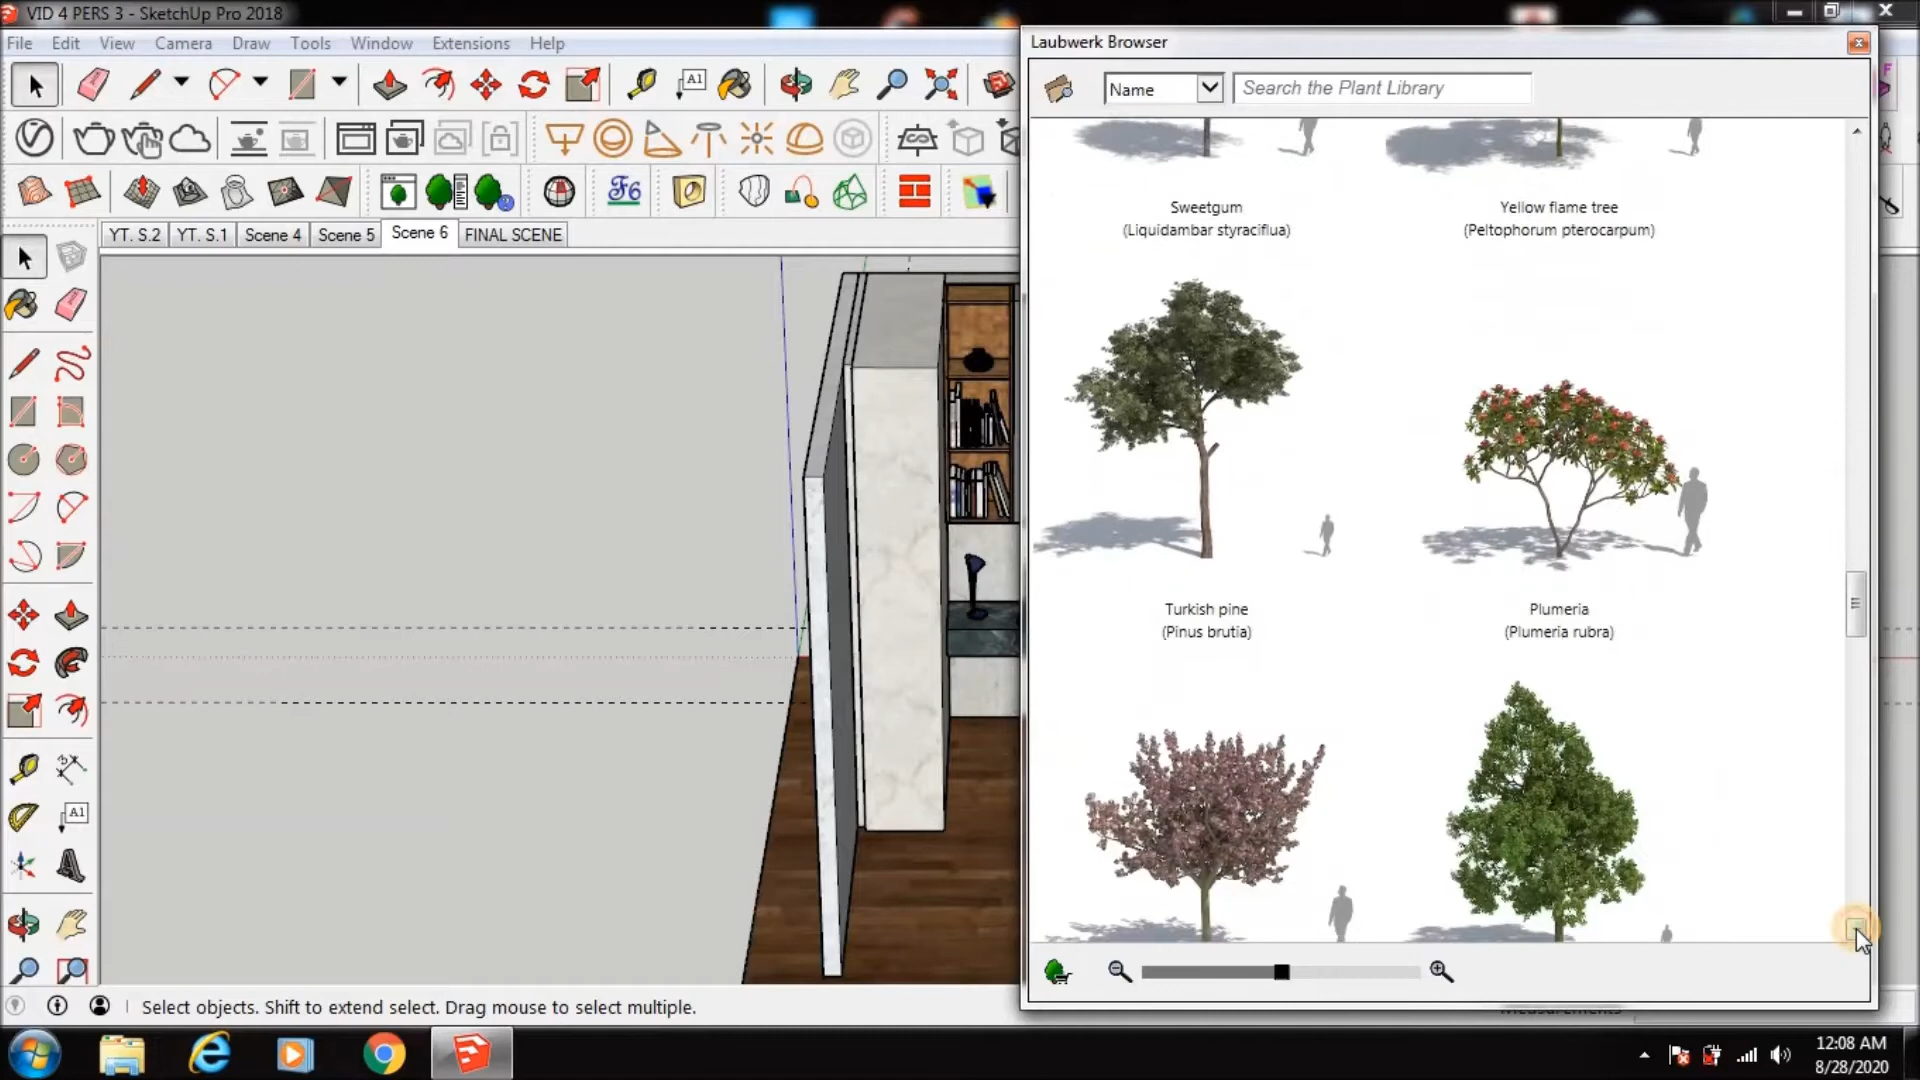 VID 4 PERS 3 - SketchUp Pro 2018
File Edit View Camera Draw Tools Window Extensions Help
A1
F6
YT. S.2 YT. S.1 Scene 4 Scene 5 Scene 6 FINAL SCENE
A1
Select objects. Shift to extend select. Drag mouse to select multiple.
Laubwerk Browser
Name Search the Plant Library
Sweetgum
(Liquidambar styraciflua)
Yellow flame tree
(Peltophorum pterocarpum)
Turkish pine
(Pinus brutia)
Plumeria
(Plumeria rubra)
F
12:08 AM
8/28/2020